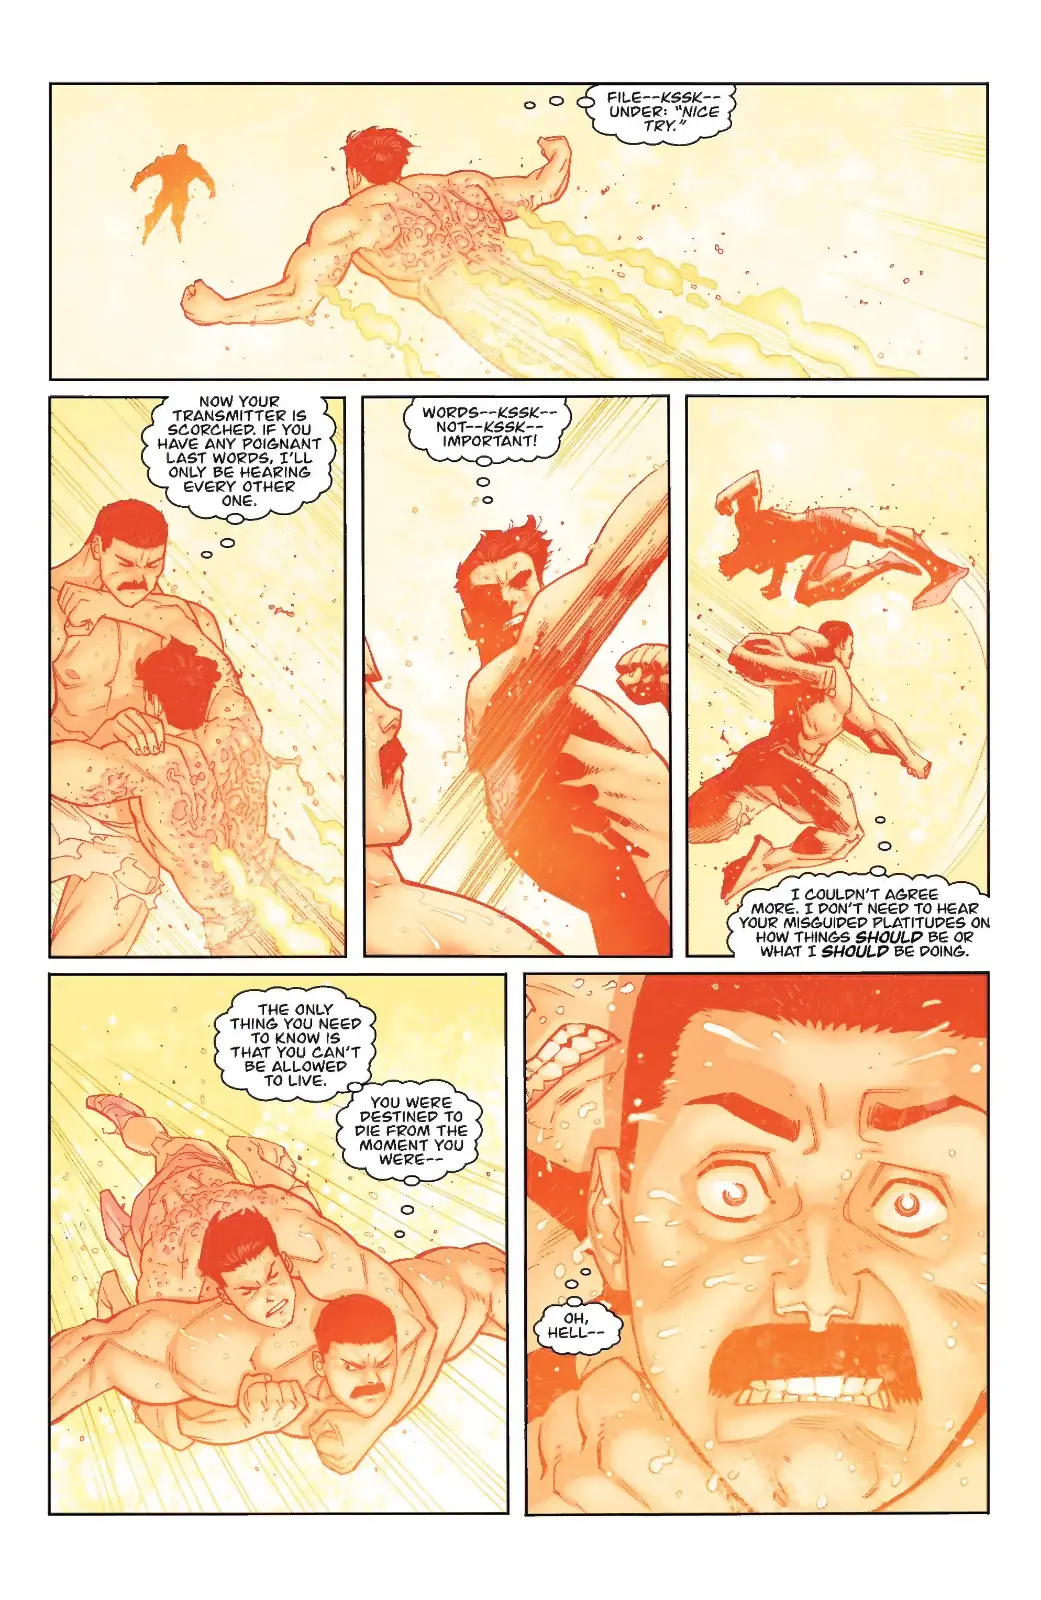 FILE--KSSK--
UNDER: "NICE
TRY."
NOW YOUR
TRANSMITTER IS
SCORCHED. IF YOU
HAVE ANY POIGNANT
LAST WORDS, I'LL
ONLY BE HEARING
EVERY OTHER
ONE.
WORDS--KSSK--
NOT--KSSK--
IMPORTANT!
I COULDN'T AGREE
MORE. I DON'T NEED TO HEAR
YOUR MISGUIDED PLATITUDES ON
HOW THINGS SHOULD BE OR
WHAT I SHOULD BE DOING.
THE ONLY
THING YOU NEED
TO KNOW IS
THAT YOU CAN'T
BE ALLOWED
TO LIVE.
YOU WERE
DESTINED TO
DIE FROM THE
MOMENT YOU
WERE--
OH,
HELL--